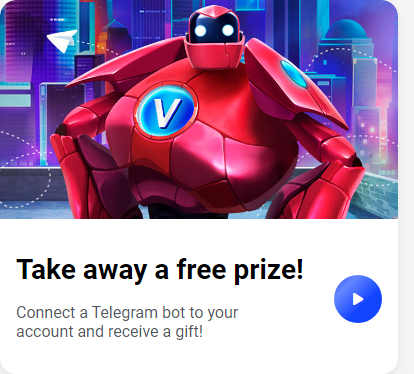 V
Take away a free prize!
Connect a Telegram bot to your
account and receive a gift!